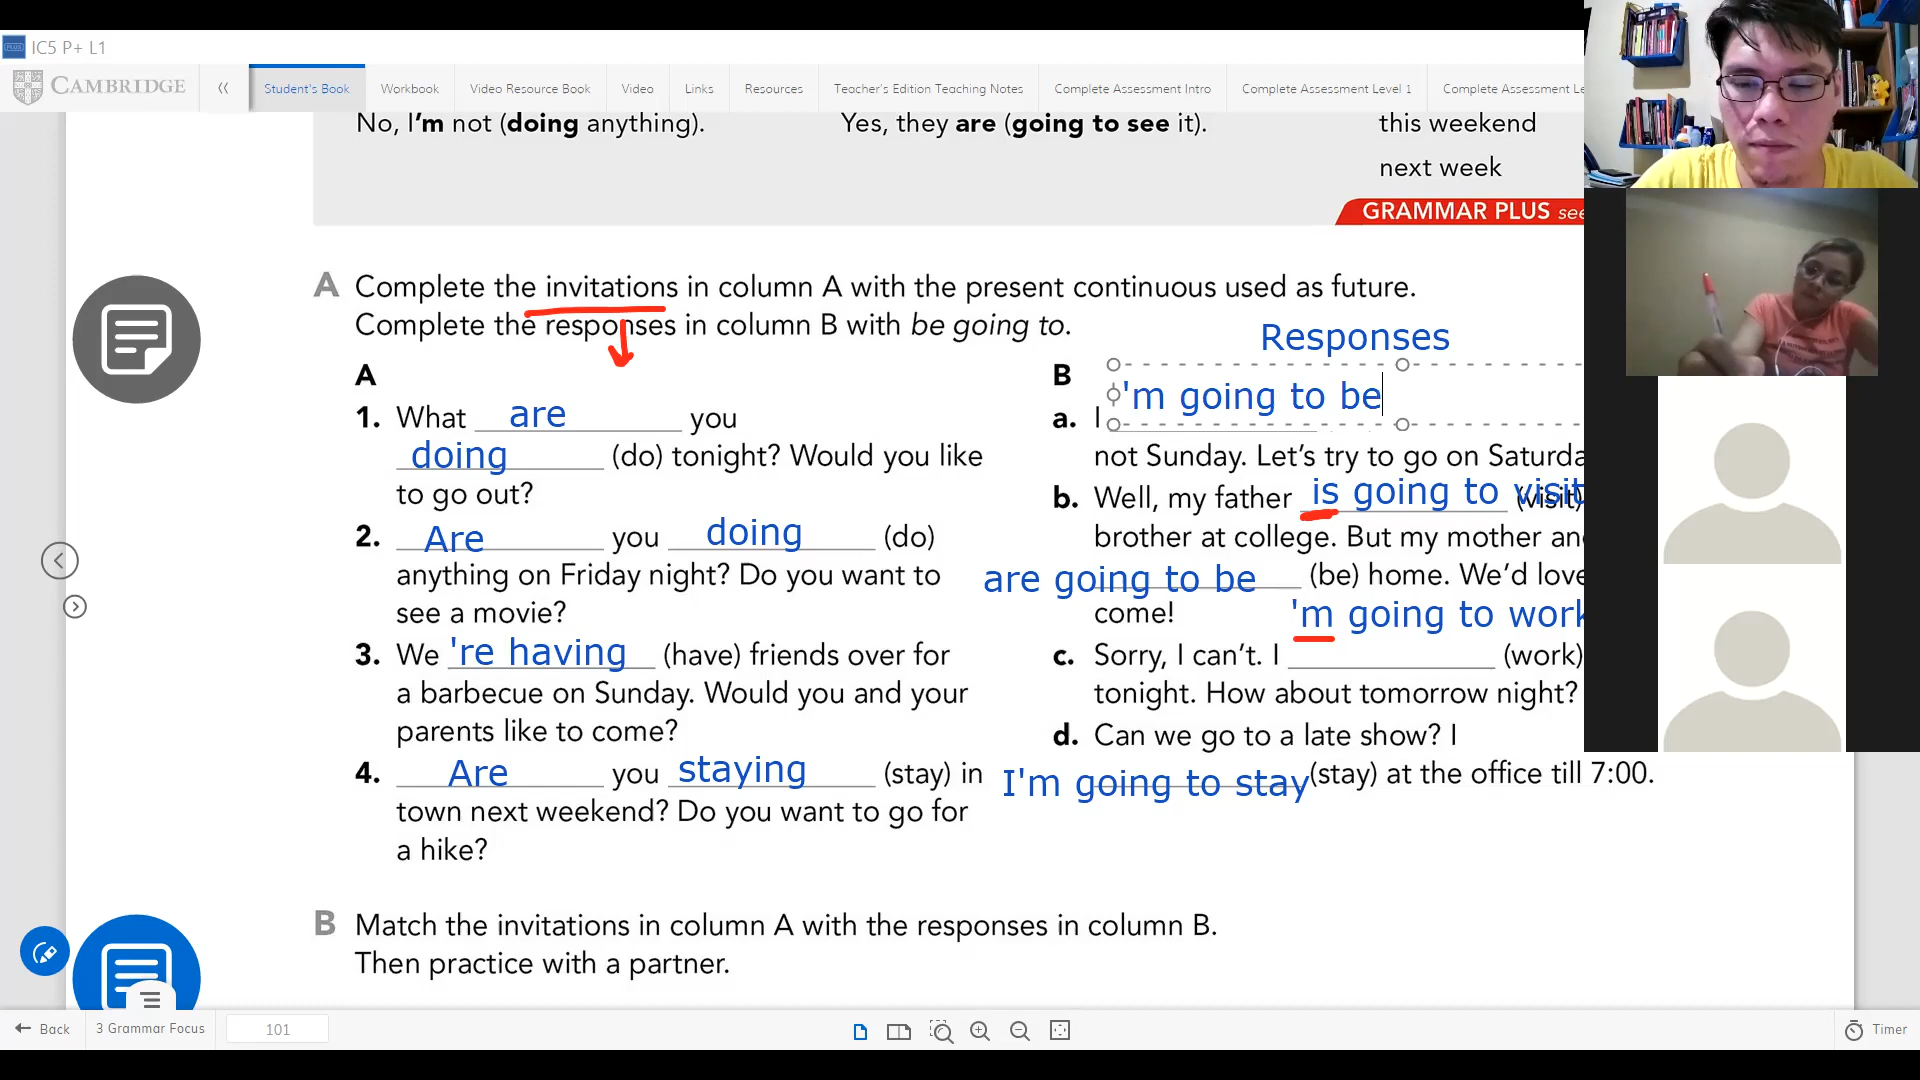 IC5 P+ L1
CAMBRIDGE
Student's Book
Workbook
Video Resource Book
Video
Links
Resources
Teacher's Edition Teaching Notes
Complete Assessment Intro
Complete Assessment Level 1
Complete Assessment Le
No, I'm not (doing anything).
Yes, they are (going to see it).
this weekend
next week
GRAMMAR PLUS see
A Complete the invitations in column A with the present continuous used as future.
Complete the responses in column B with be going to.
Responses
A
1. What are you
doing (do) tonight? Would you like
to go out?
2. Are you doing (do)
anything on Friday night? Do you want to
see a movie?
3. We 're having (have) friends over for
a barbecue on Sunday. Would you and your
parents like to come?
4. Are you staying (stay) in
town next weekend? Do you want to go for
a hike?
B
a. I 'm going to be
not Sunday. Let's try to go on Saturda
b. Well, my father is going to visit (visit)
brother at college. But my mother an
are going to be (be) home. We'd love
come!
'm going to work
c. Sorry, I can't. I (work)
tonight. How about tomorrow night?
d. Can we go to a late show? I
I'm going to stay (stay) at the office till 7:00.
B Match the invitations in column A with the responses in column B.
Then practice with a partner.
Back
3 Grammar Focus
101
Timer